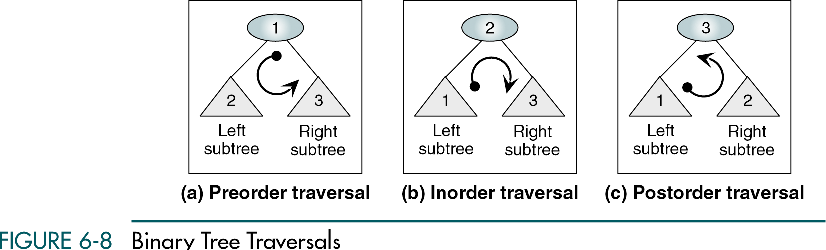 1
2
3
Left subtree
Right subtree
(a) Preorder traversal
2
1
3
Left subtree
Right subtree
(b) Inorder traversal
3
1
2
Left subtree
Right subtree
(c) Postorder traversal
FIGURE 6-8 Binary Tree Traversals